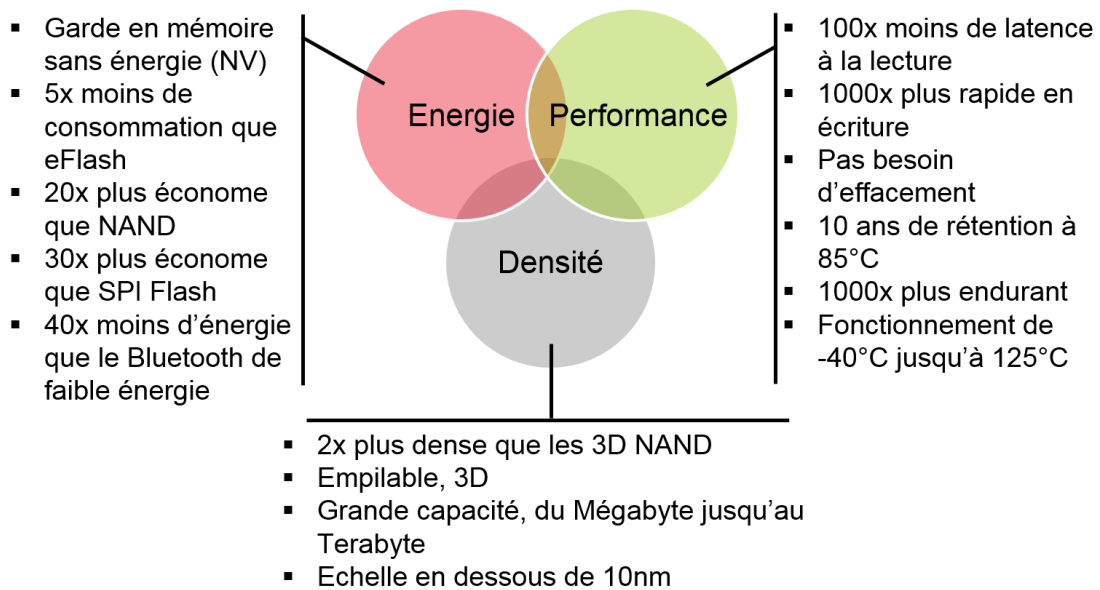 ▪ Garde en mémoire
sans énergie (NV)
▪ 5x moins de
consommation que
eFlash
▪ 20x plus économe
que NAND
▪ 30x plus économe
que SPI Flash
▪ 40x moins d’énergie
que le Bluetooth de
faible énergie
Energie
Performance
Densité
▪ 100x moins de latence
à la lecture
▪ 1000x plus rapide en
écriture
▪ Pas besoin
d’effacement
▪ 10 ans de rétention à
85°C
▪ 1000x plus endurant
▪ Fonctionnement de
-40°C jusqu’à 125°C
▪ 2x plus dense que les 3D NAND
▪ Empilable, 3D
▪ Grande capacité, du Mégabyte jusqu’au
Terabyte
▪ Echelle en dessous de 10nm